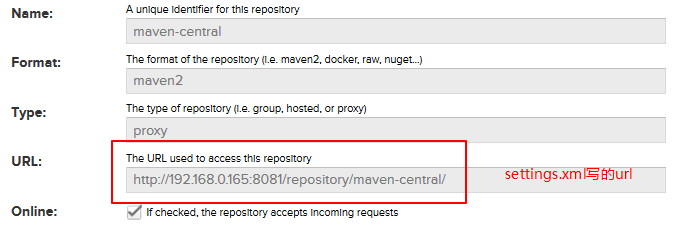 Name: A unique identifier for this repository
maven-central
Format: The format of the repository (i.e. maven2, docker, raw, nuget...)
maven2
Type: The type of repository (i.e. group, hosted, or proxy)
proxy
URL: The URL used to access this repository
http://192.168.0.165:8081/repository/maven-central/ settings.xml写的url
Online: If checked, the repository accepts incoming requests